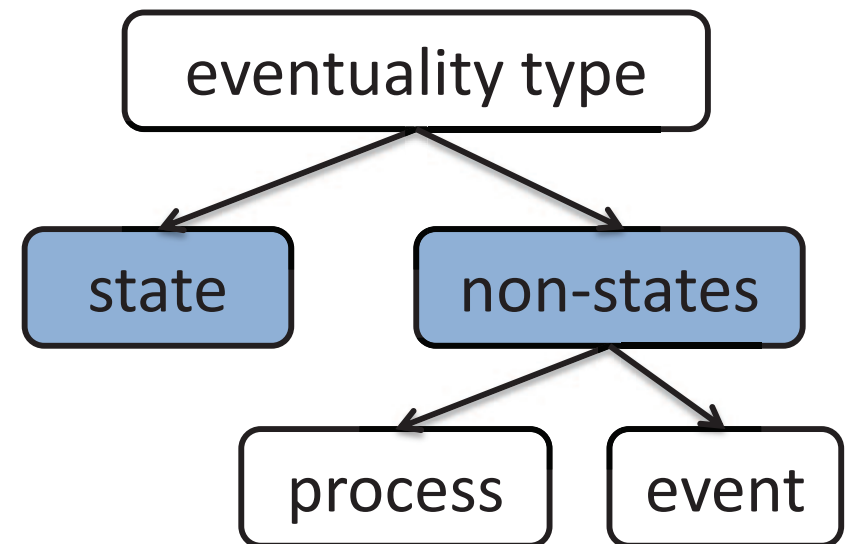 eventuality type
state
non-states
process
event